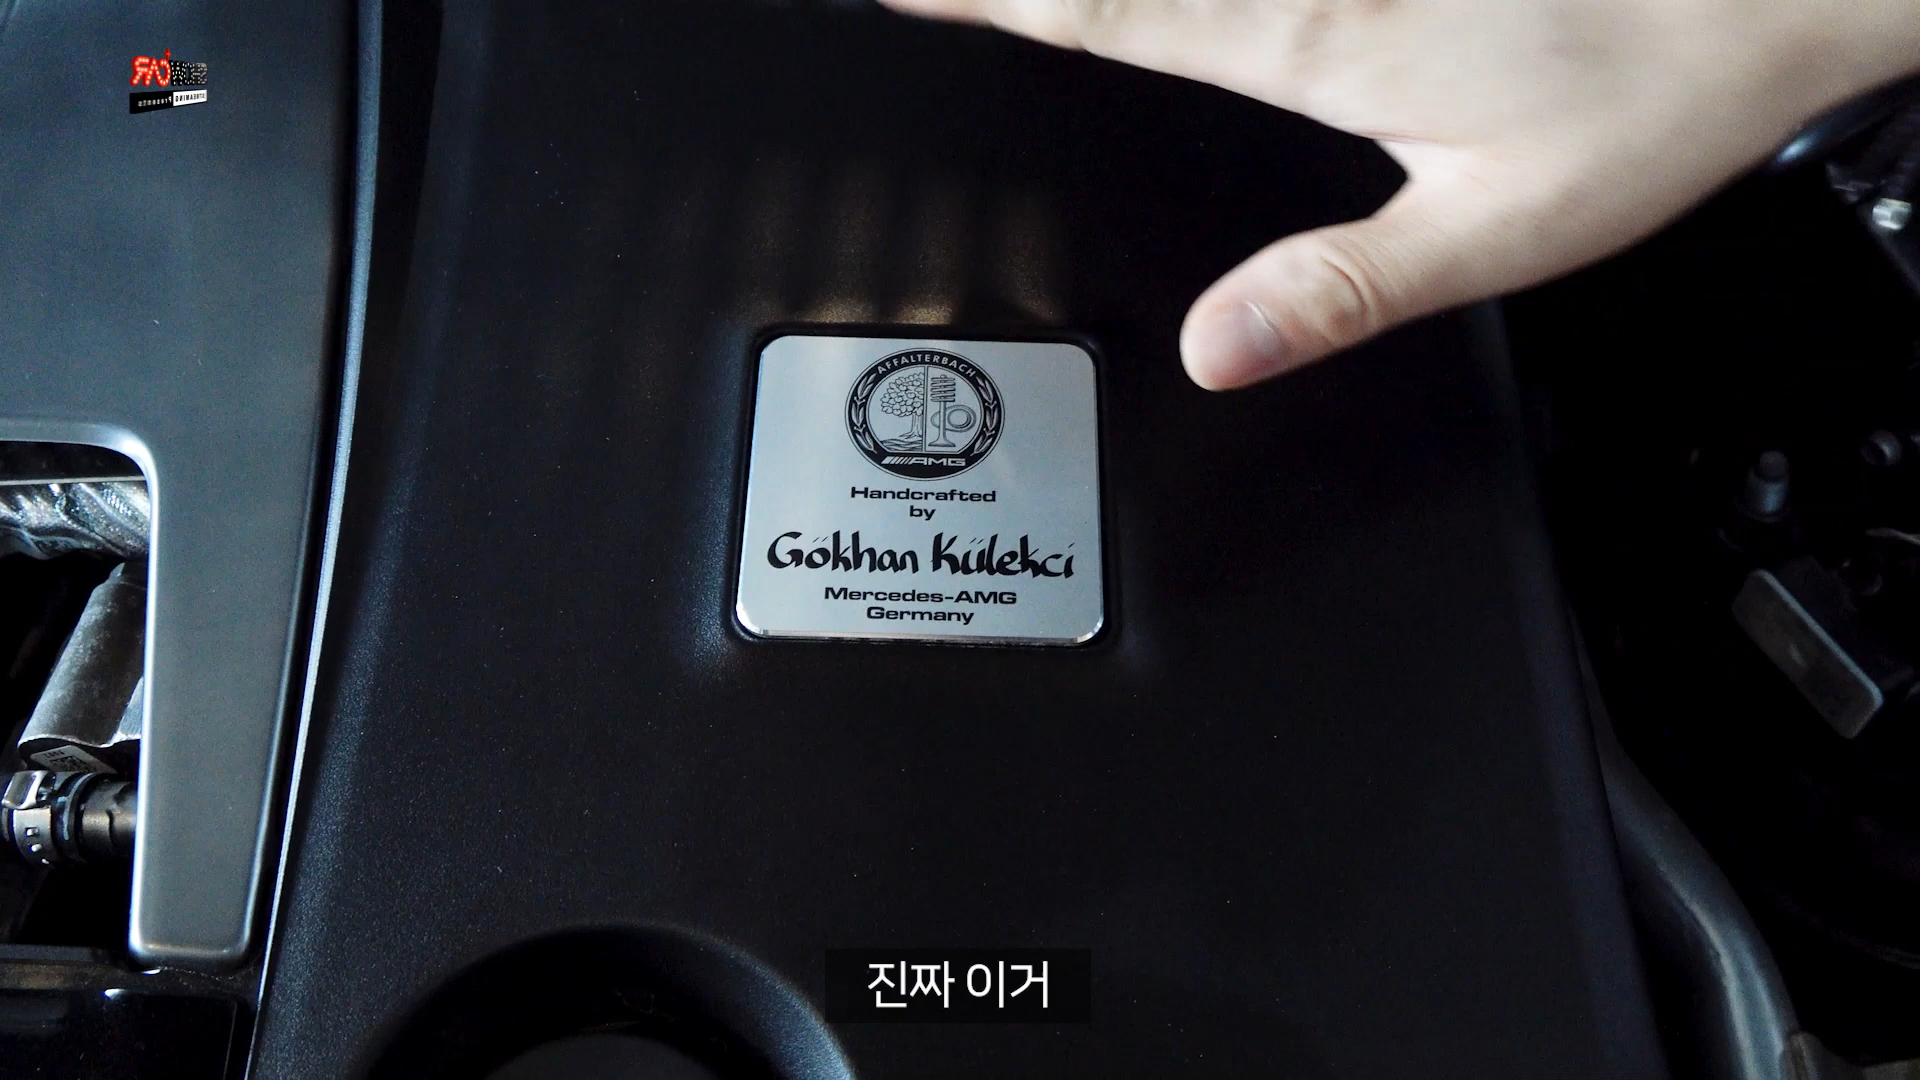 AFFALTERBACH
AMG
Handcrafted
by
Gökhan Külekci
Mercedes-AMG
Germany
진짜 이거